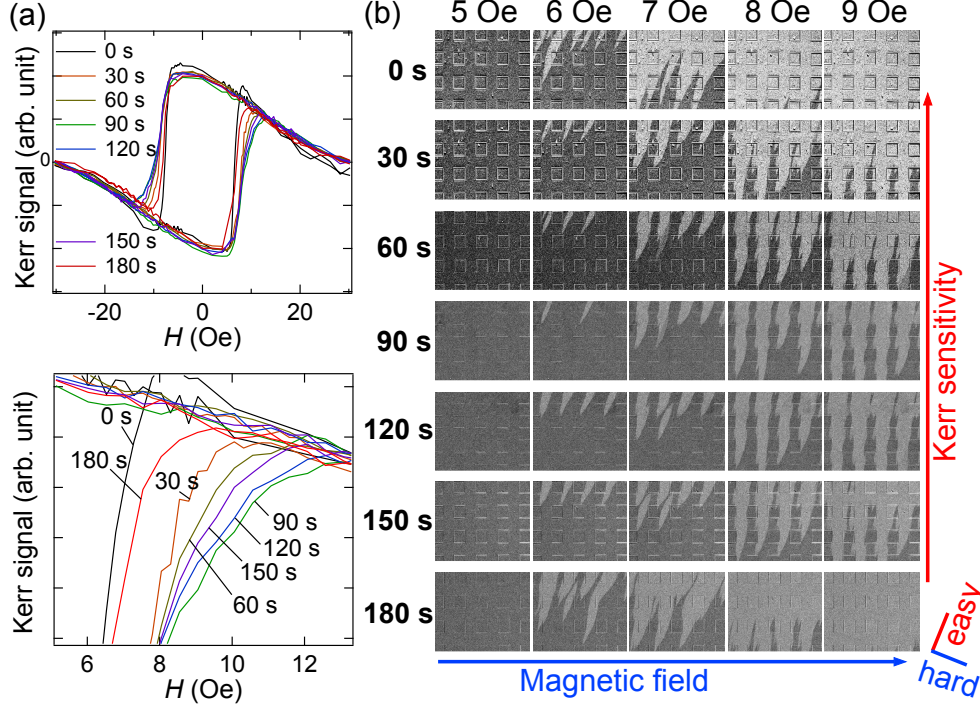 (a)
Kerr signal (arb. unit)
0
0 s
30 s
60 s
90 s
120 s
150 s
180 s
-20
0
20
H (Oe)
Kerr signal (arb. unit)
0 s
180 s
30 s
90 s
120 s
150 s
60 s
6
8
10
12
H (Oe)
(b)
5 Oe 6 Oe 7 Oe 8 Oe 9 Oe
0 s
30 s
60 s
90 s
120 s
150 s
180 s
Magnetic field
Kerr sensitivity
easy
hard